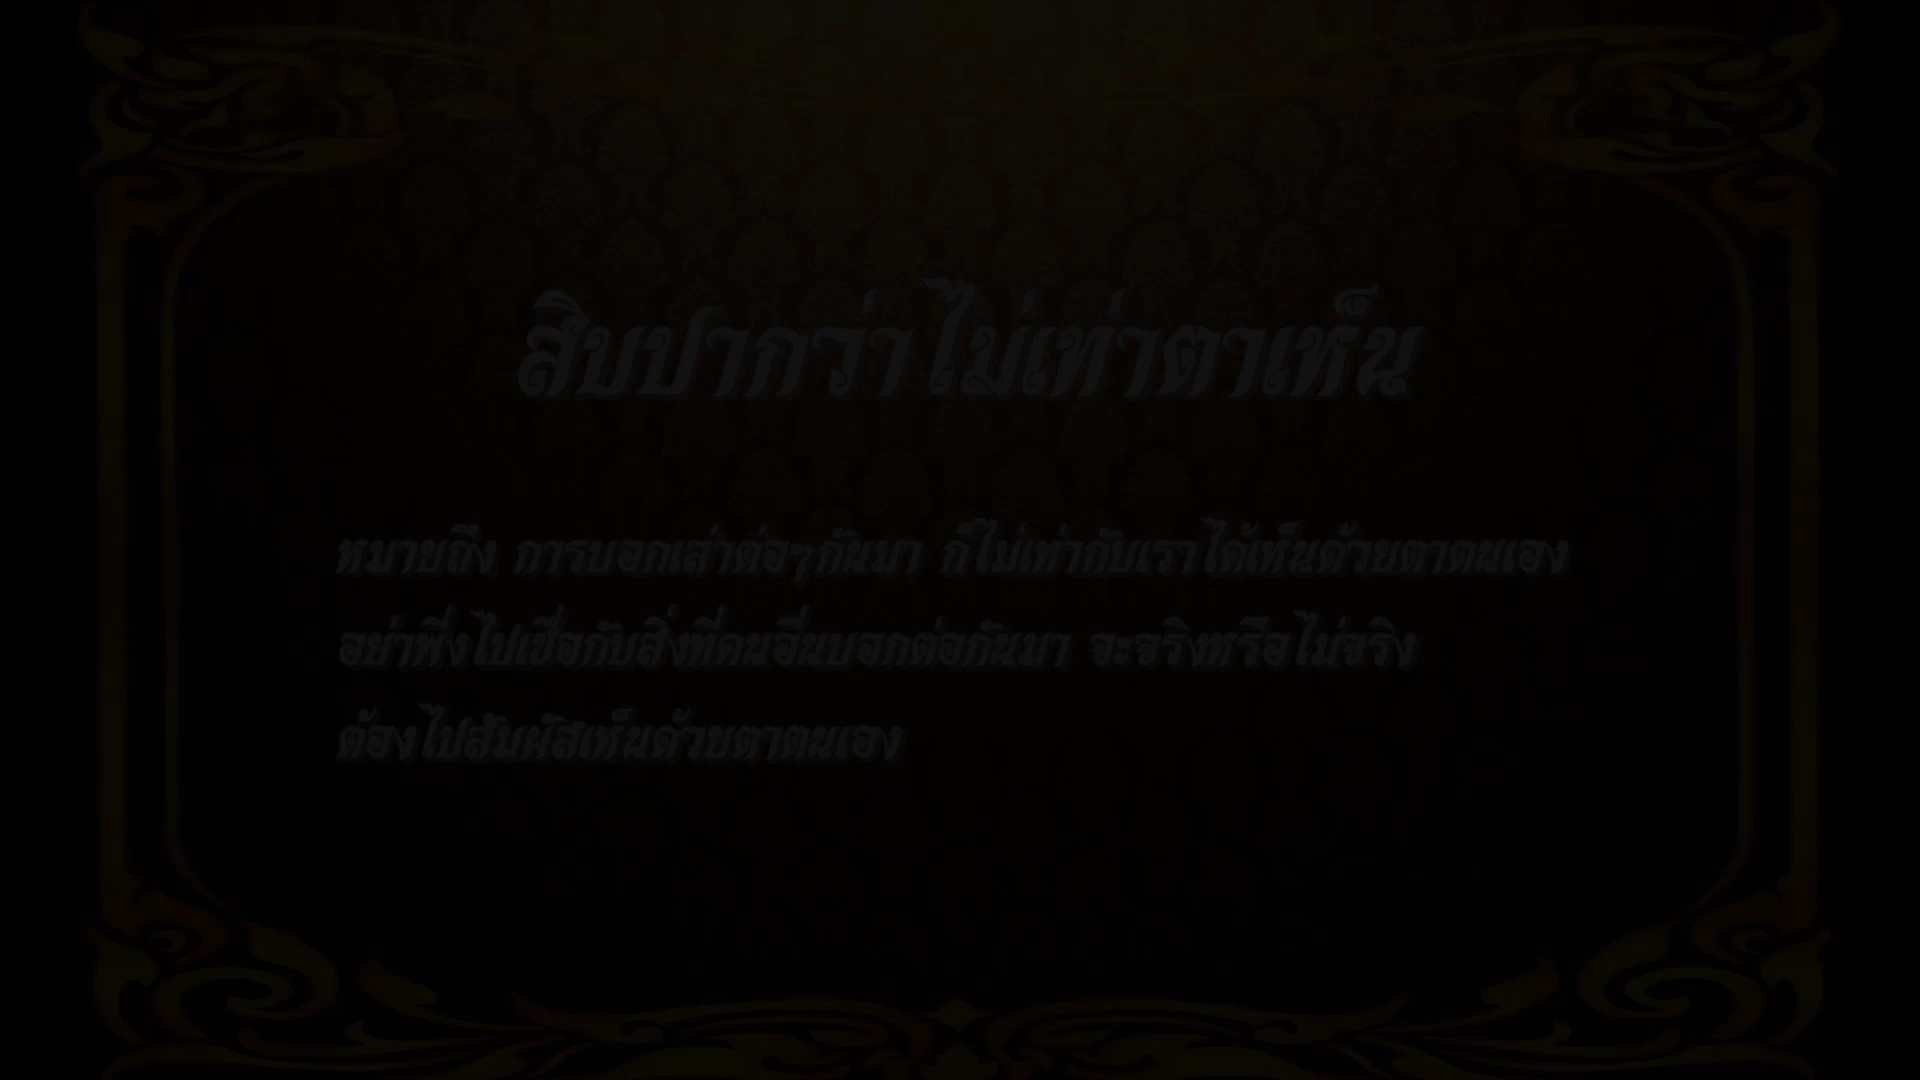 สิบปากว่าไม่เท่าตาเห็น
หมายถึง การบอกเล่าต่อๆกันมา ก็ไม่เท่ากับเราได้เห็นด้วยตาตนเอง
อย่าพึ่งไปเชื่อกับสิ่งที่คนอื่นบอกต่อกันมา จะจริงหรือไม่จริง
ต้องไปสัมผัสเห็นด้วยตาตนเอง